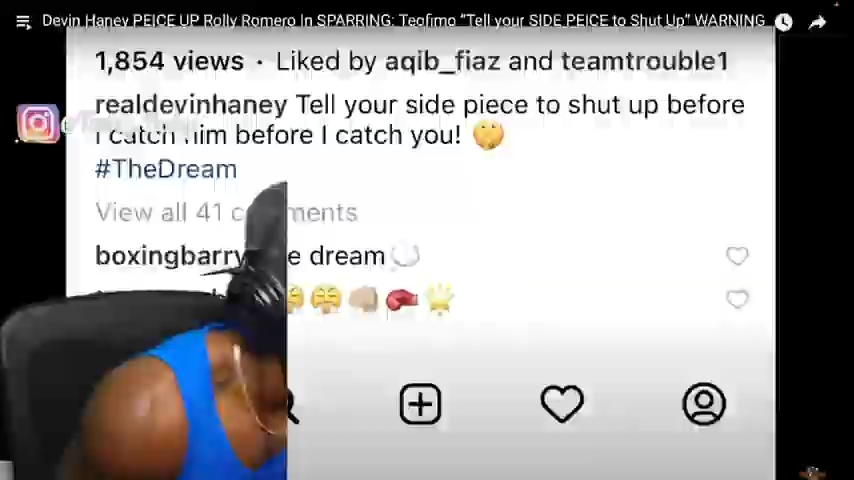 Devin Haney PEICE UP Rolly Romero In SPARRING: Teofimo “Tell your SIDE PEICE to Shut Up” WARNING
1,854 views · Liked by aqib_fiaz and teamtrouble1
realdevinhaney Tell your side piece to shut up before
I catch him before I catch you! 🤫
#TheDream
View all 41 comments
boxingbarry dream